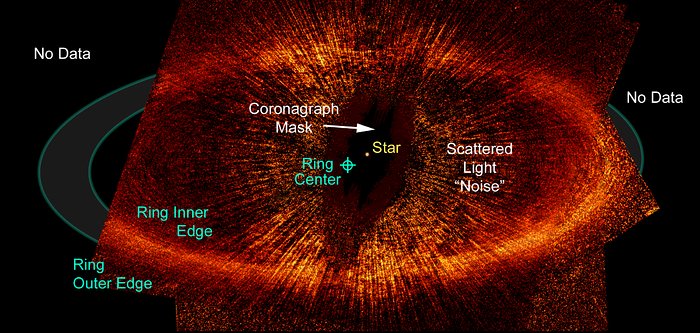 No Data
No Data
Coronagraph
Mask
Star
Scattered
Light
"Noise"
Ring
Center
Ring Inner
Edge
Ring
Outer Edge